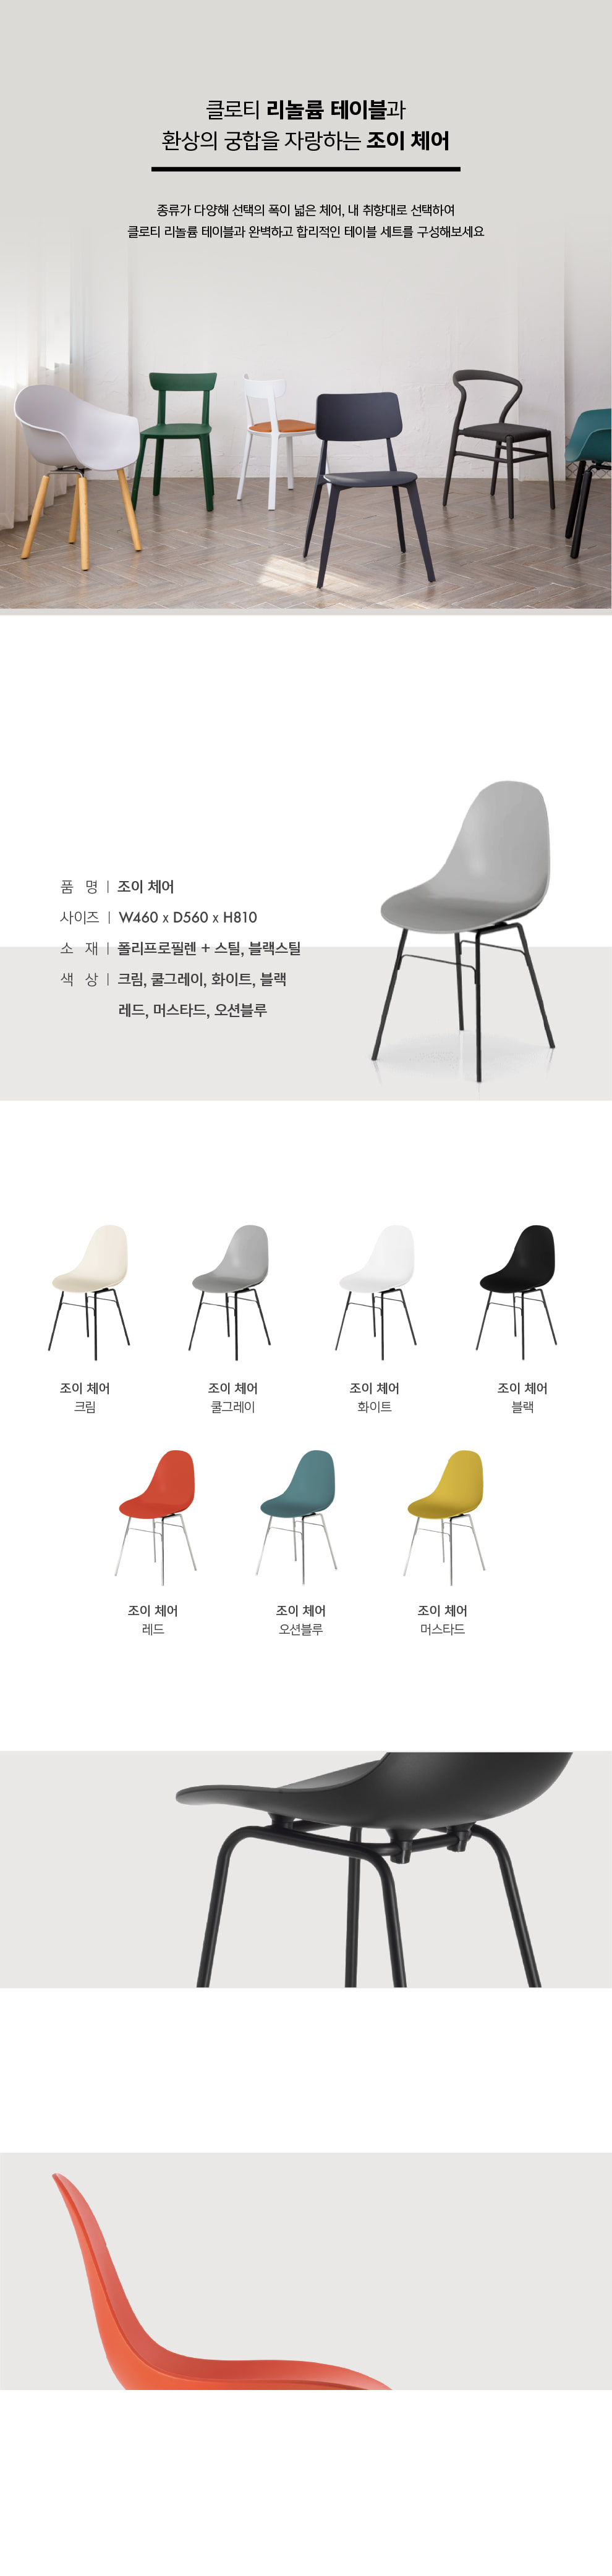 클로티 리놀륨 테이블과
환상의 궁합을 자랑하는 조이 체어
종류가 다양해 선택의 폭이 넓은 체어, 내 취향대로 선택하여
클로티 리놀륨 테이블과 완벽하고 합리적인 테이블 세트를 구성해보세요
품 명 | 조이 체어
사이즈 | W460 x D560 x H810
소 재 | 폴리프로필렌 + 스틸, 블랙스틸
색 상 | 크림, 쿨그레이, 화이트, 블랙
레드, 머스타드, 오션블루
조이 체어 조이 체어 조이 체어 조이 체어
크림 쿨그레이 화이트 블랙
조이 체어 조이 체어 조이 체어
레드 오션블루 머스타드